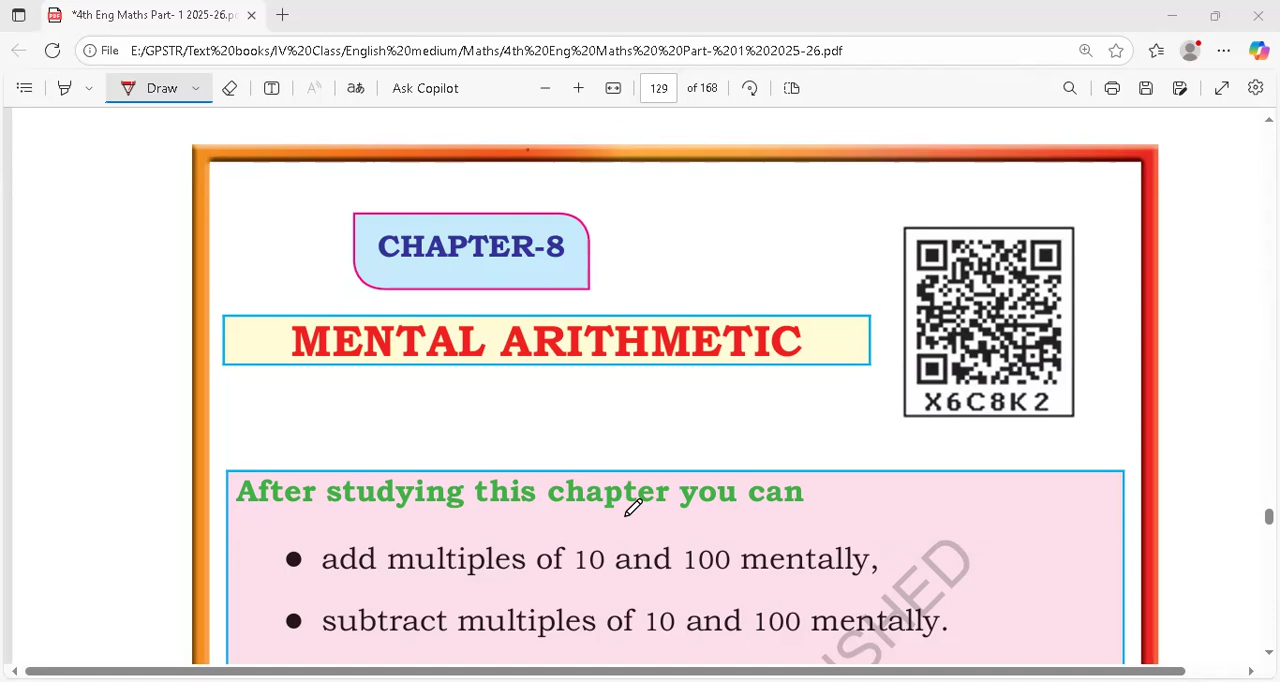 *4th Eng Maths Part- 1 2025-26.p
File
E:/GPSTR/Text%20books/IV%20Class/English%20medium/Maths/4th%20Eng%20Maths%20%20Part-%201%202025-26.pdf
Draw
Ask Copilot
129 of 168
CHAPTER-8
MENTAL ARITHMETIC
X6C8K2
After studying this chapter you can
● add multiples of 10 and 100 mentally,
● subtract multiples of 10 and 100 mentally.